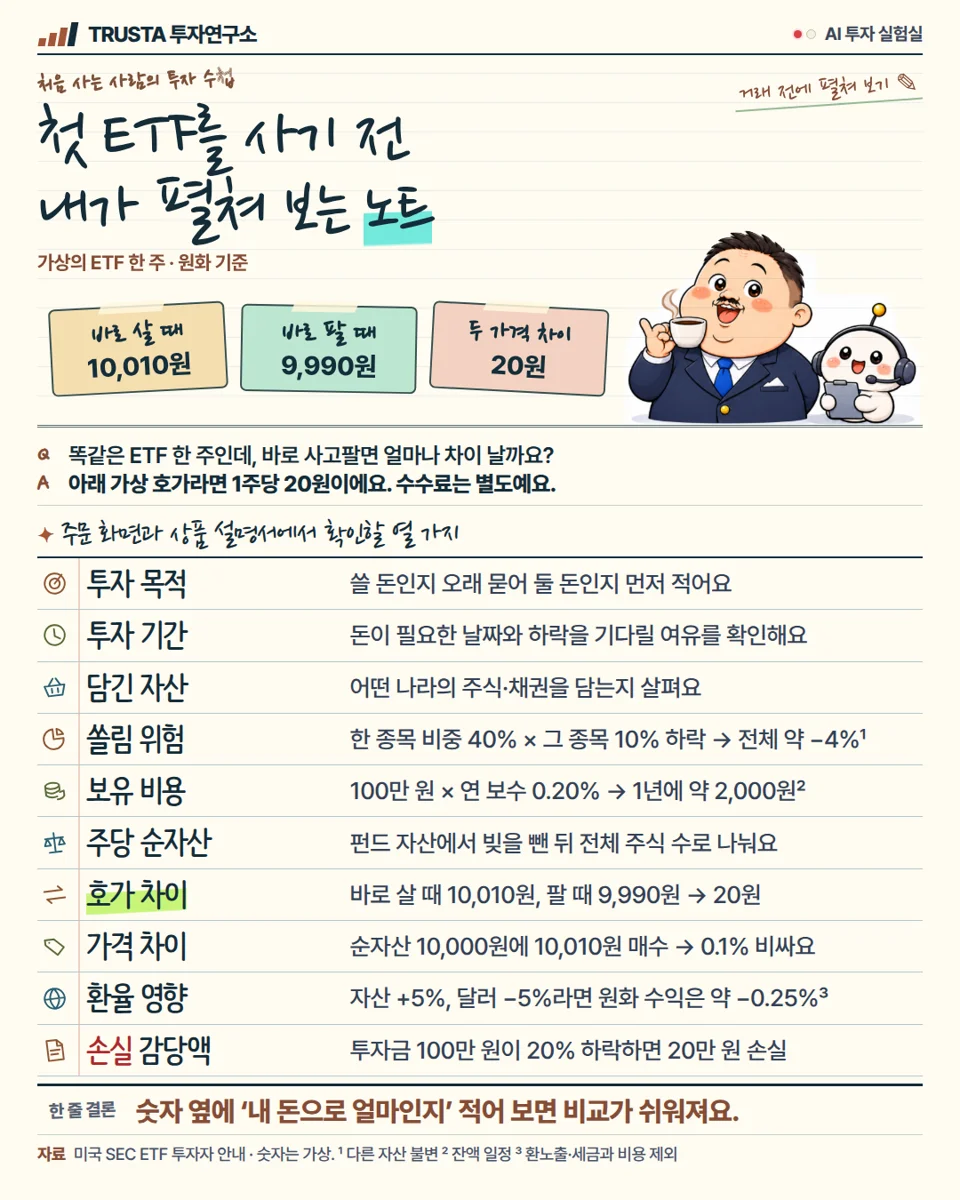 TRUSTA 투자연구소
AI 투자 실험실
처음 사는 사람의 투자 수첩
거래 전에 펼쳐 보기
첫 ETF를 사기 전
내가 펼쳐 보는 노트
가상의 ETF 한 주 · 원화 기준
바로 살 때
10,010원
바로 팔 때
9,990원
두 가격 차이
20원
Q 똑같은 ETF 한 주인데, 바로 사고팔면 얼마나 차이 날까요?
A 아래 가상 호가라면 1주당 20원이에요. 수수료는 별도예요.
주문 화면과 상품 설명서에서 확인할 열 가지
투자 목적 쓸 돈인지 오래 묻어 둘 돈인지 먼저 적어요
투자 기간 돈이 필요한 날짜와 하락을 기다릴 여유를 확인해요
담긴 자산 어떤 나라의 주식·채권을 담는지 살펴요
쏠림 위험 한 종목 비중 40% × 그 종목 10% 하락 → 전체 약 −4%¹
보유 비용 100만 원 × 연 보수 0.20% → 1년에 약 2,000원²
주당 순자산 펀드 자산에서 빚을 뺀 뒤 전체 주식 수로 나눠요
호가 차이 바로 살 때 10,010원, 팔 때 9,990원 → 20원
가격 차이 순자산 10,000원에 10,010원 매수 → 0.1% 비싸요
환율 영향 자산 +5%, 달러 −5%라면 원화 수익은 약 −0.25%³
손실 감당액 투자금 100만 원이 20% 하락하면 20만 원 손실
한 줄 결론 숫자 옆에 ‘내 돈으로 얼마인지’ 적어 보면 비교가 쉬워져요.
자료 미국 SEC ETF 투자자 안내 · 숫자는 가상. ¹ 다른 자산 불변 ² 잔액 일정 ³ 환노출·세금과 비용 제외